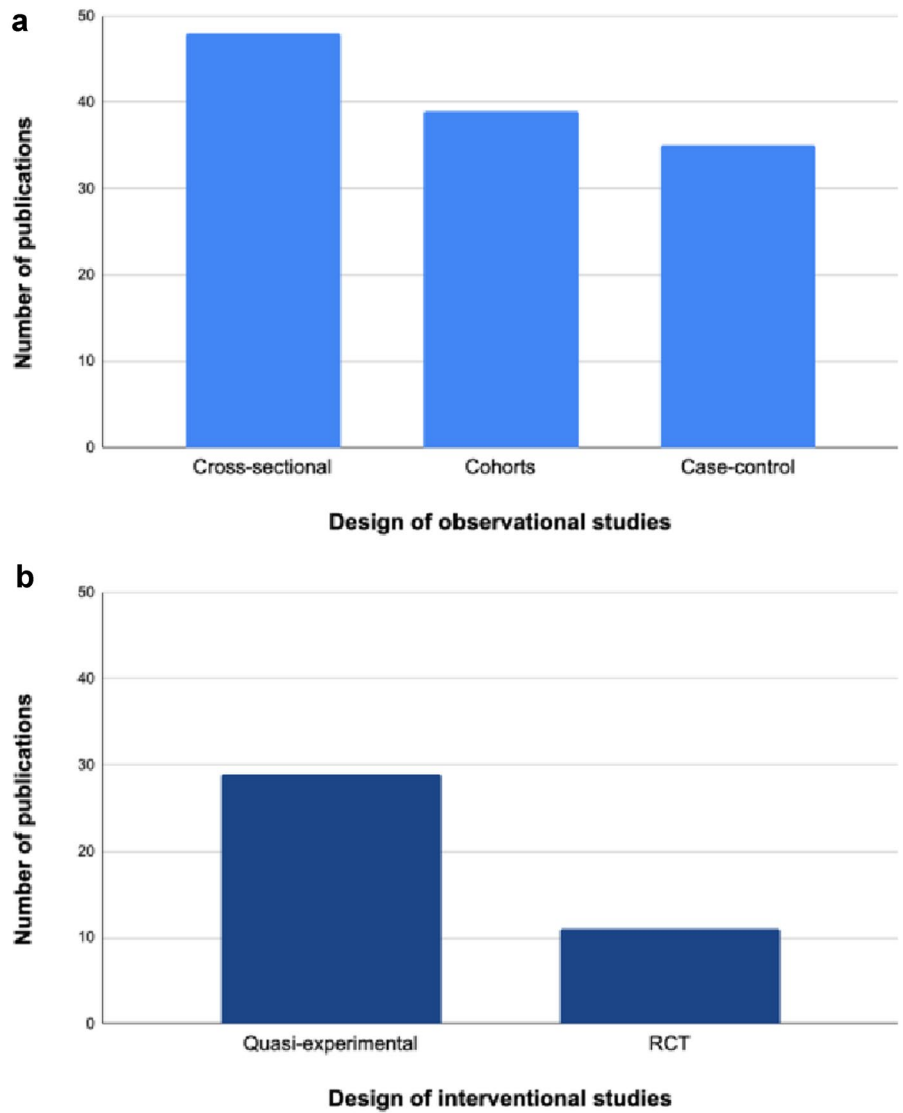 a
Number of publications
50
40
30
20
10
0
Cross-sectional
Cohorts
Case-control
Design of observational studies
b
Number of publications
50
40
30
20
10
0
Quasi-experimental
RCT
Design of interventional studies